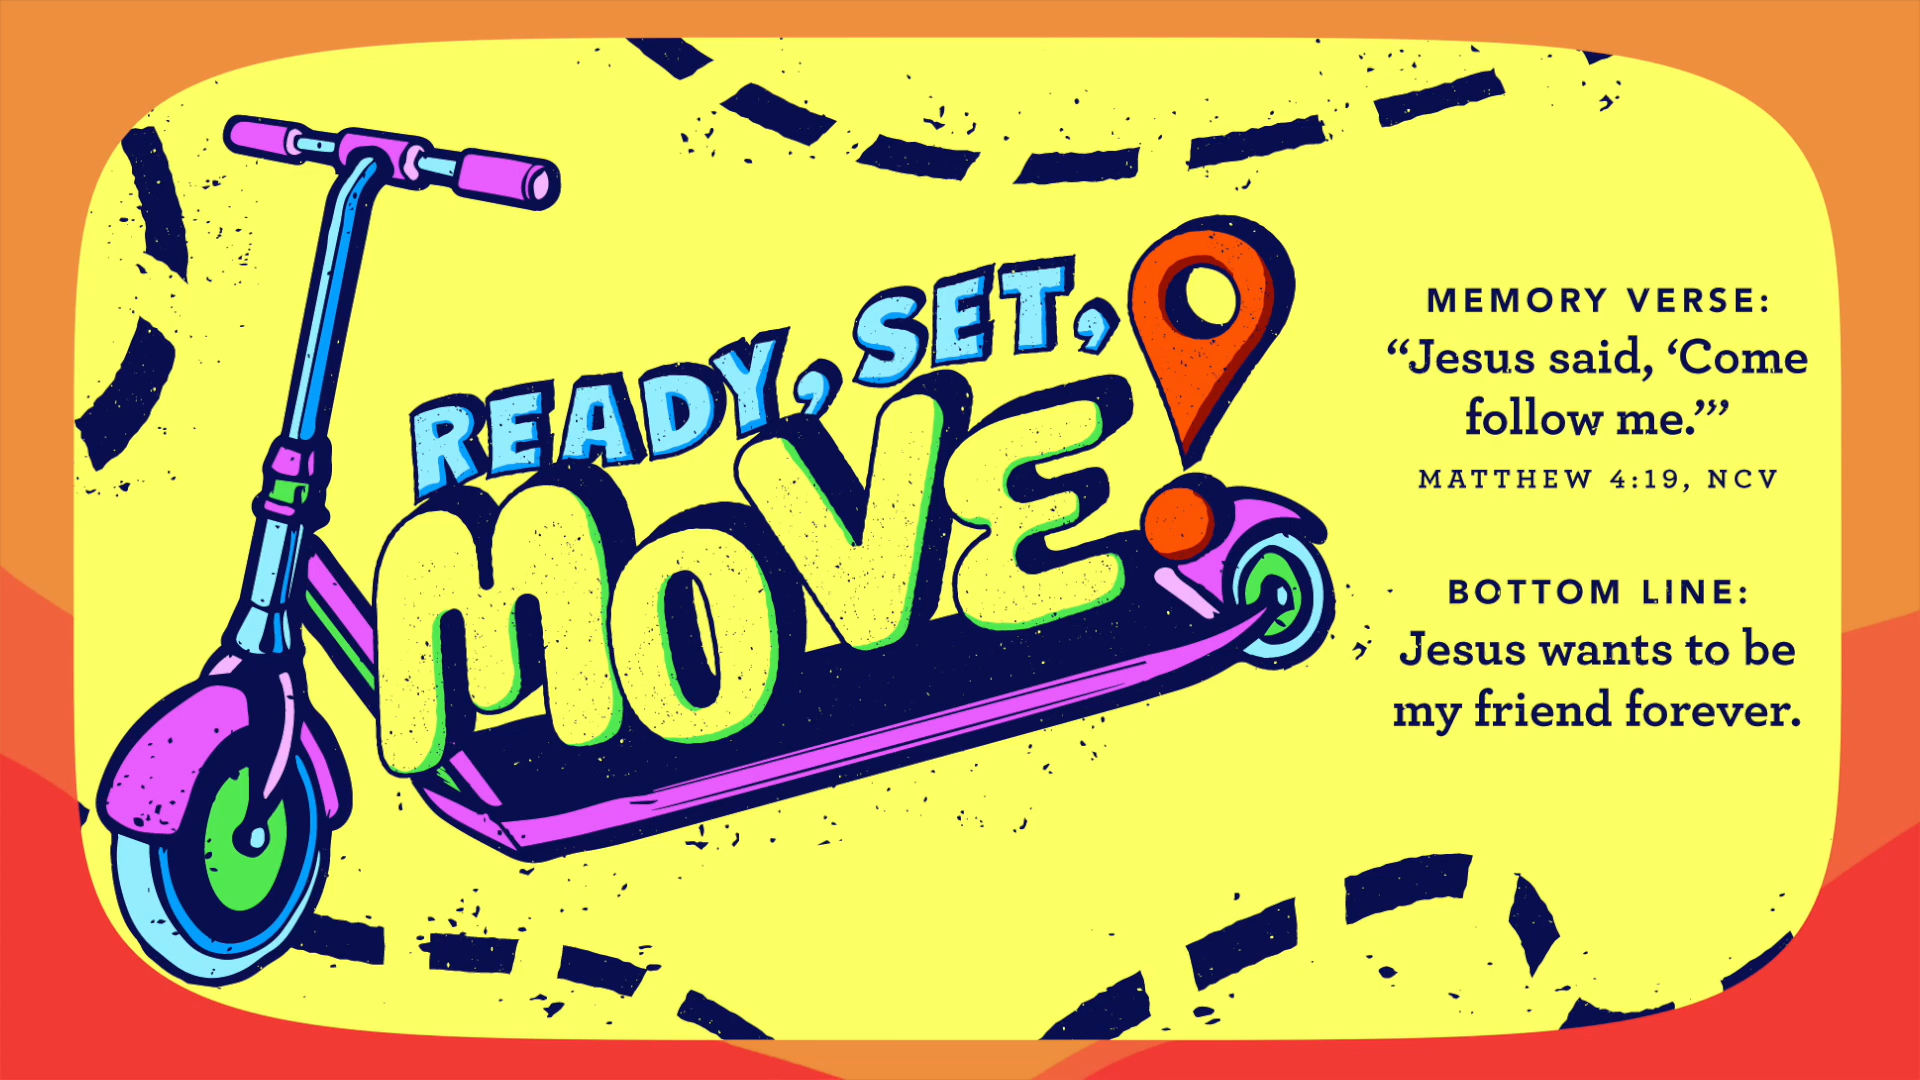 READY, SET,
MOVE!
MEMORY VERSE:
“Jesus said, ‘Come
follow me.’”
MATTHEW 4:19, NCV
BOTTOM LINE:
Jesus wants to be
my friend forever.